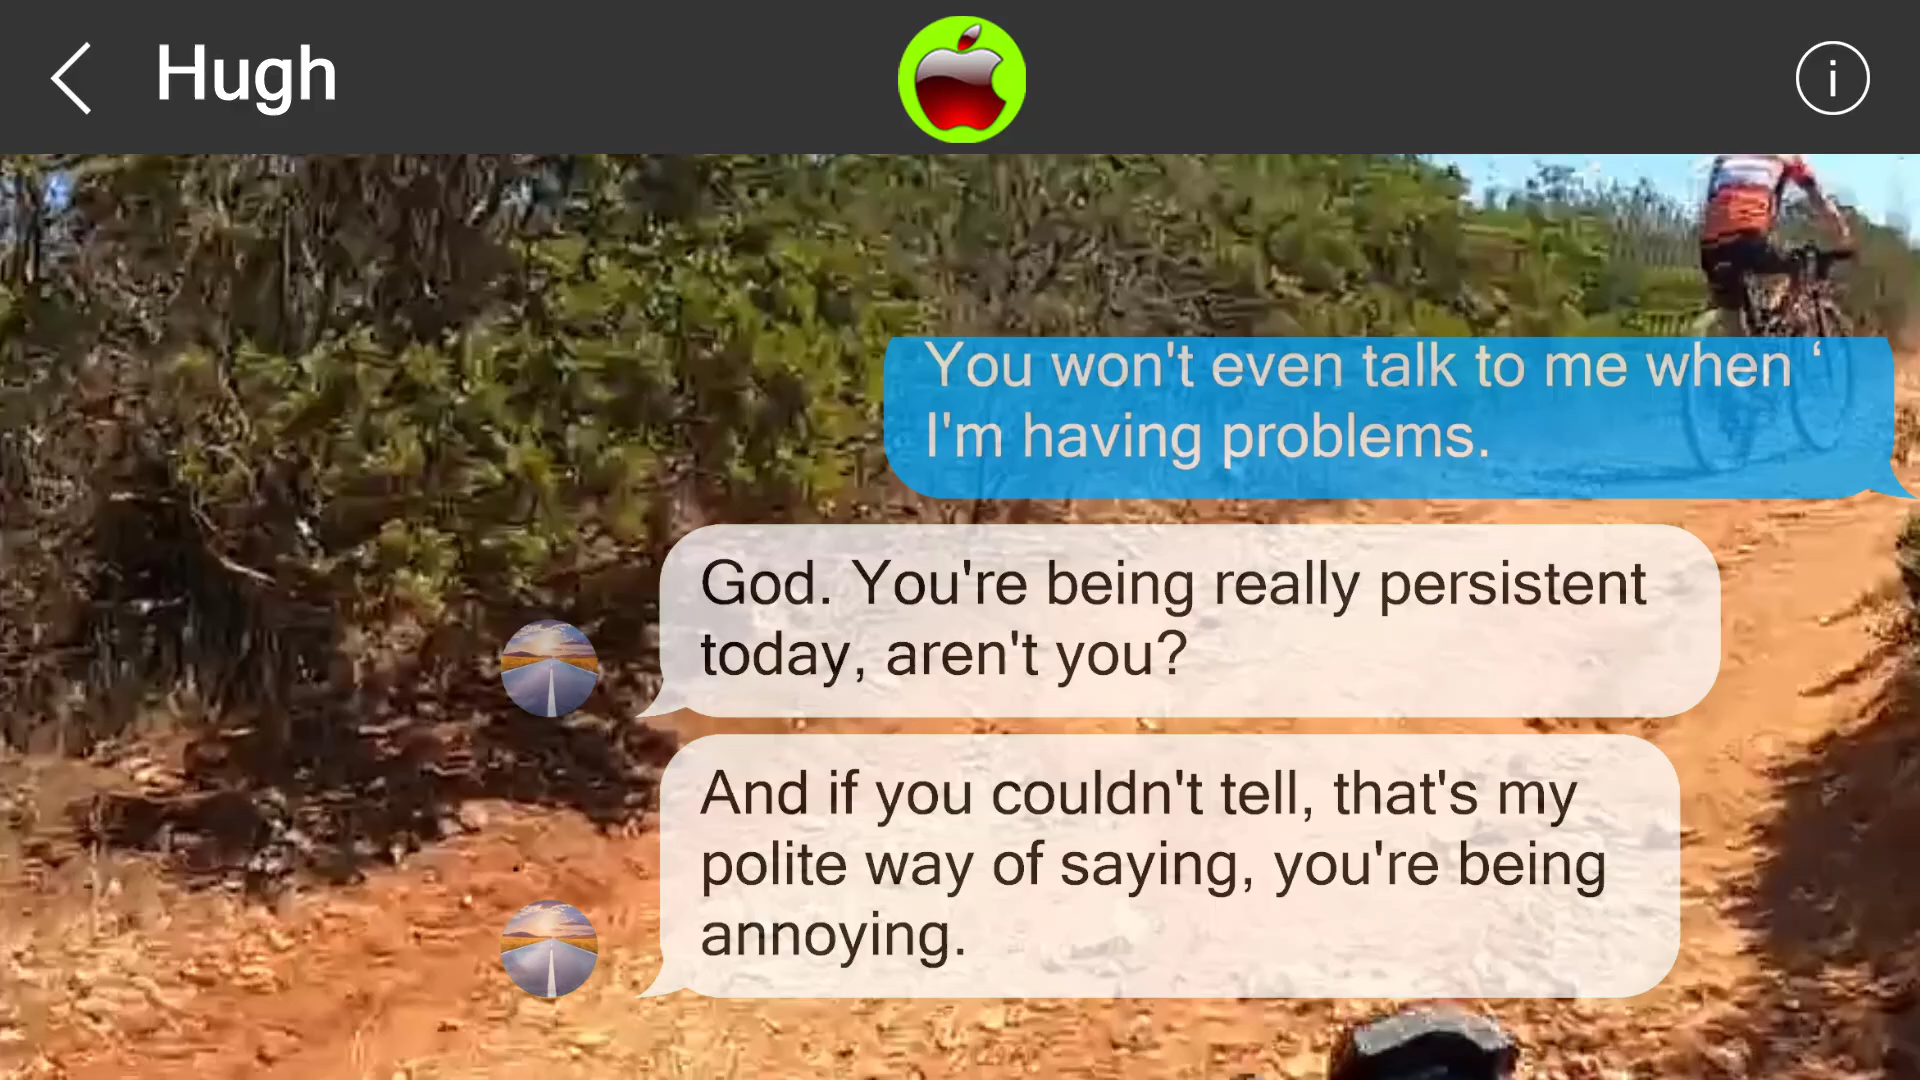 Hugh
i
You won't even talk to me when ‘
I'm having problems.
God. You're being really persistent
today, aren't you?
And if you couldn't tell, that's my
polite way of saying, you're being
annoying.